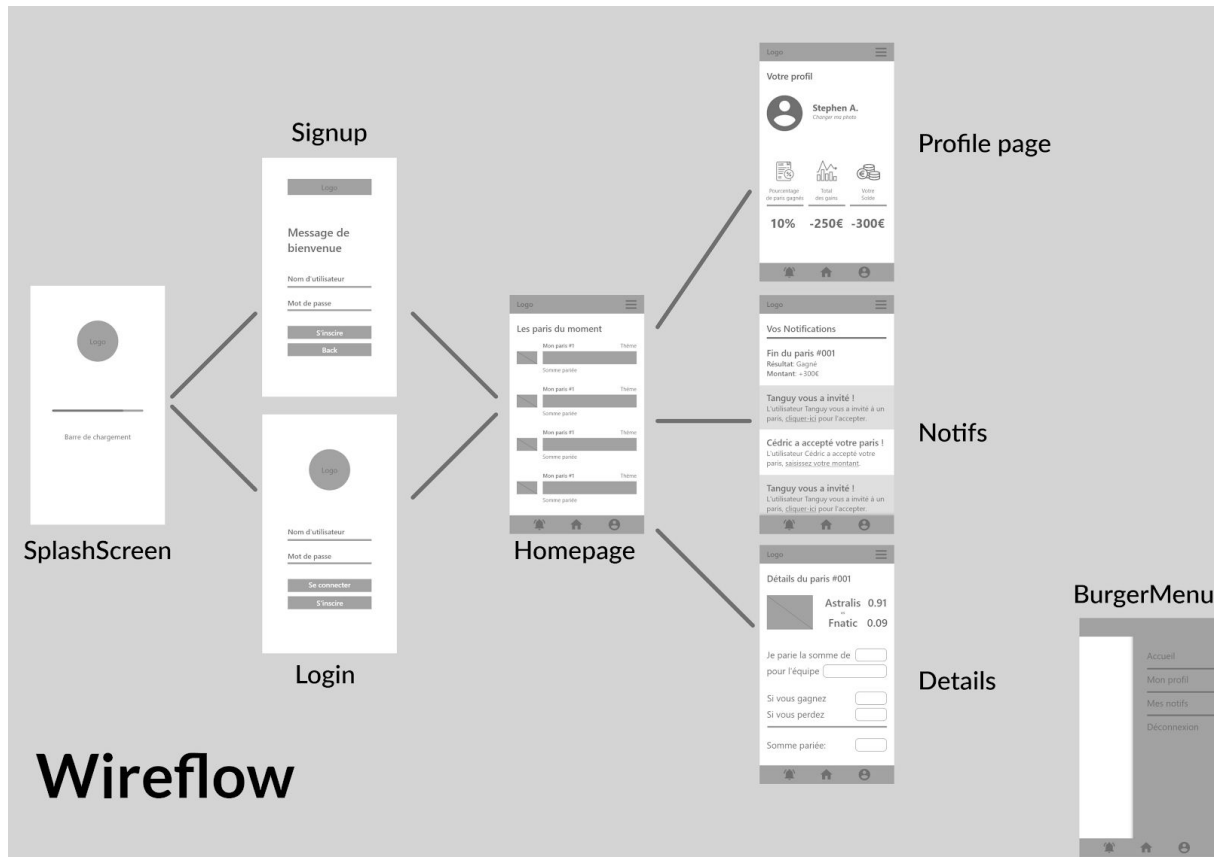 Signup
Logo
Message de
bienvenue
Nom d'utilisateur
Mot de passe
S'inscire
Back
Logo
Barre de chargement
SplashScreen
Logo
Nom d'utilisateur
Mot de passe
Se connecter
S'inscire
Login
Logo
Les paris du moment
Mon paris #1 Thème
Somme pariée
Mon paris #1 Thème
Somme pariée
Mon paris #1 Thème
Somme pariée
Mon paris #1 Thème
Somme pariée
Homepage
Logo
Votre profil
Stephen A.
Changer ma photo
Pourcentage
de paris gagnés
Total
des gains
Votre
Solde
10% -250€ -300€
Profile page
Logo
Vos Notifications
Fin du paris #001
Résultat: Gagné
Montant: +300€
Tanguy vous a invité !
L'utilisateur Tanguy vous a invité à un
paris, cliquer-ici pour l'accepter.
Cédric a accepté votre paris !
L'utilisateur Cédric a accepté votre
paris, saisissez votre montant.
Tanguy vous a invité !
L'utilisateur Tanguy vous a invité à un
paris, cliquer-ici pour l'accepter.
Notifs
Logo
Détails du paris #001
Astralis 0.91
-
Fnatic 0.09
Je parie la somme de
pour l'équipe
Si vous gagnez
Si vous perdez
Somme pariée:
Details
BurgerMenu
Accueil
Mon profil
Mes notifs
Déconnexion
Wireflow